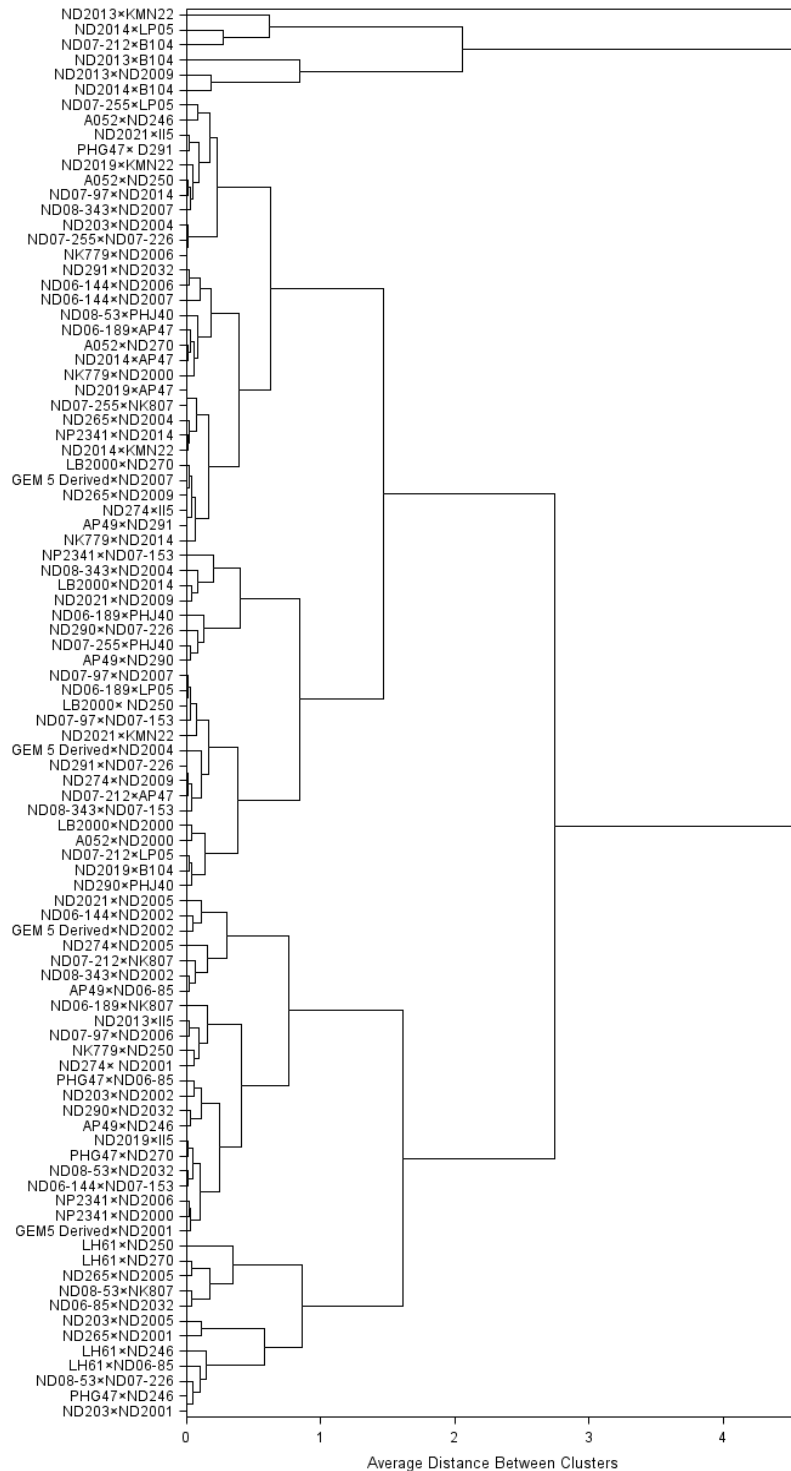 ND2013×KMN22
ND2014×LP05
ND07-212×B104
ND2013×B104
ND2013×ND2009
ND2014×B104
ND07-255×LP05
A052×ND246
ND2021×II5
PHG47× D291
ND2019×KMN22
A052×ND250
ND07-97×ND2014
ND08-343×ND2007
ND203×ND2004
ND07-255×ND07-226
NK779×ND2006
ND291×ND2032
ND06-144×ND2006
ND06-144×ND2007
ND08-53×PHJ40
ND06-189×AP47
A052×ND270
ND2014×AP47
NK779×ND2000
ND2019×AP47
ND07-255×NK807
ND265×ND2004
NP2341×ND2014
ND2014×KMN22
LB2000×ND270
GEM 5 Derived×ND2007
ND265×ND2009
ND274×II5
AP49×ND291
NK779×ND2014
NP2341×ND07-153
ND08-343×ND2004
LB2000×ND2014
ND2021×ND2009
ND06-189×PHJ40
ND290×ND07-226
ND07-255×PHJ40
AP49×ND290
ND07-97×ND2007
ND06-189×LP05
LB2000× ND250
ND07-97×ND07-153
ND2021×KMN22
GEM 5 Derived×ND2004
ND291×ND07-226
ND274×ND2009
ND07-212×AP47
ND08-343×ND07-153
LB2000×ND2000
A052×ND2000
ND07-212×LP05
ND2019×B104
ND290×PHJ40
ND2021×ND2005
ND06-144×ND2002
GEM 5 Derived×ND2002
ND274×ND2005
ND07-212×NK807
ND08-343×ND2002
AP49×ND06-85
ND06-189×NK807
ND2013×II5
ND07-97×ND2006
NK779×ND250
ND274× ND2001
PHG47×ND06-85
ND203×ND2002
ND290×ND2032
AP49×ND246
ND2019×II5
PHG47×ND270
ND08-53×ND2032
ND06-144×ND07-153
NP2341×ND2006
NP2341×ND2000
GEM5 Derived×ND2001
LH61×ND250
LH61×ND270
ND265×ND2005
ND08-53×NK807
ND06-85×ND2032
ND203×ND2005
ND265×ND2001
LH61×ND246
LH61×ND06-85
ND08-53×ND07-226
PHG47×ND246
ND203×ND2001
0 1 2 3 4
Average Distance Between Clusters